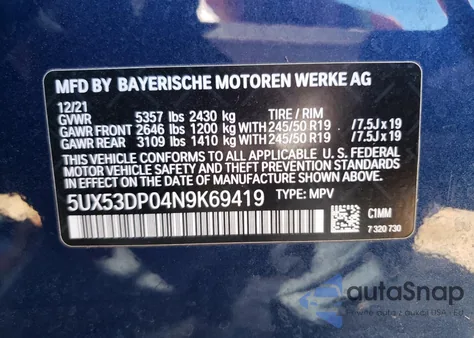 MFD BY BAYERISCHE MOTOREN WERKE AG
12/21
GVWR 5357 lbs 2430 kg TIRE / RIM
GAWR FRONT 2646 lbs 1200 kg WITH 245/50 R19 /7.5J x 19
GAWR REAR 3109 lbs 1410 kg WITH 245/50 R19 /7.5J x 19
THIS VEHICLE CONFORMS TO ALL APPLICABLE U. S. FEDERAL
MOTOR VEHICLE SAFETY STANDARDS IN EFFECT ON THE DATE OF
MANUFACTURE SHOWN ABOVE.
5UX53DP04N9K69419 TYPE: MPV
C1MM
7 320 730
autoSnap